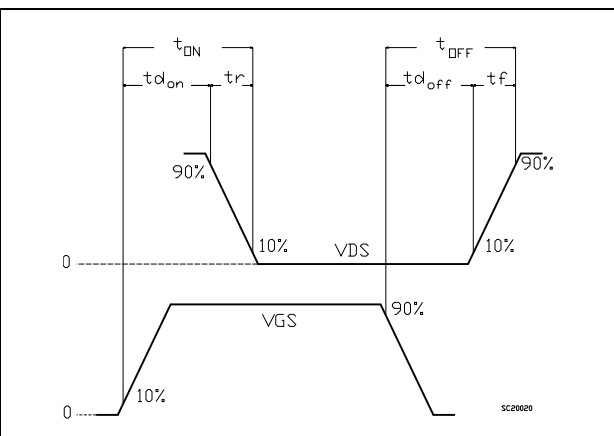 tON tOFF
tdon tr tdoff tf
90% 90%
10% VDS 10%
0
VGS 90%
10%
0 SC20020